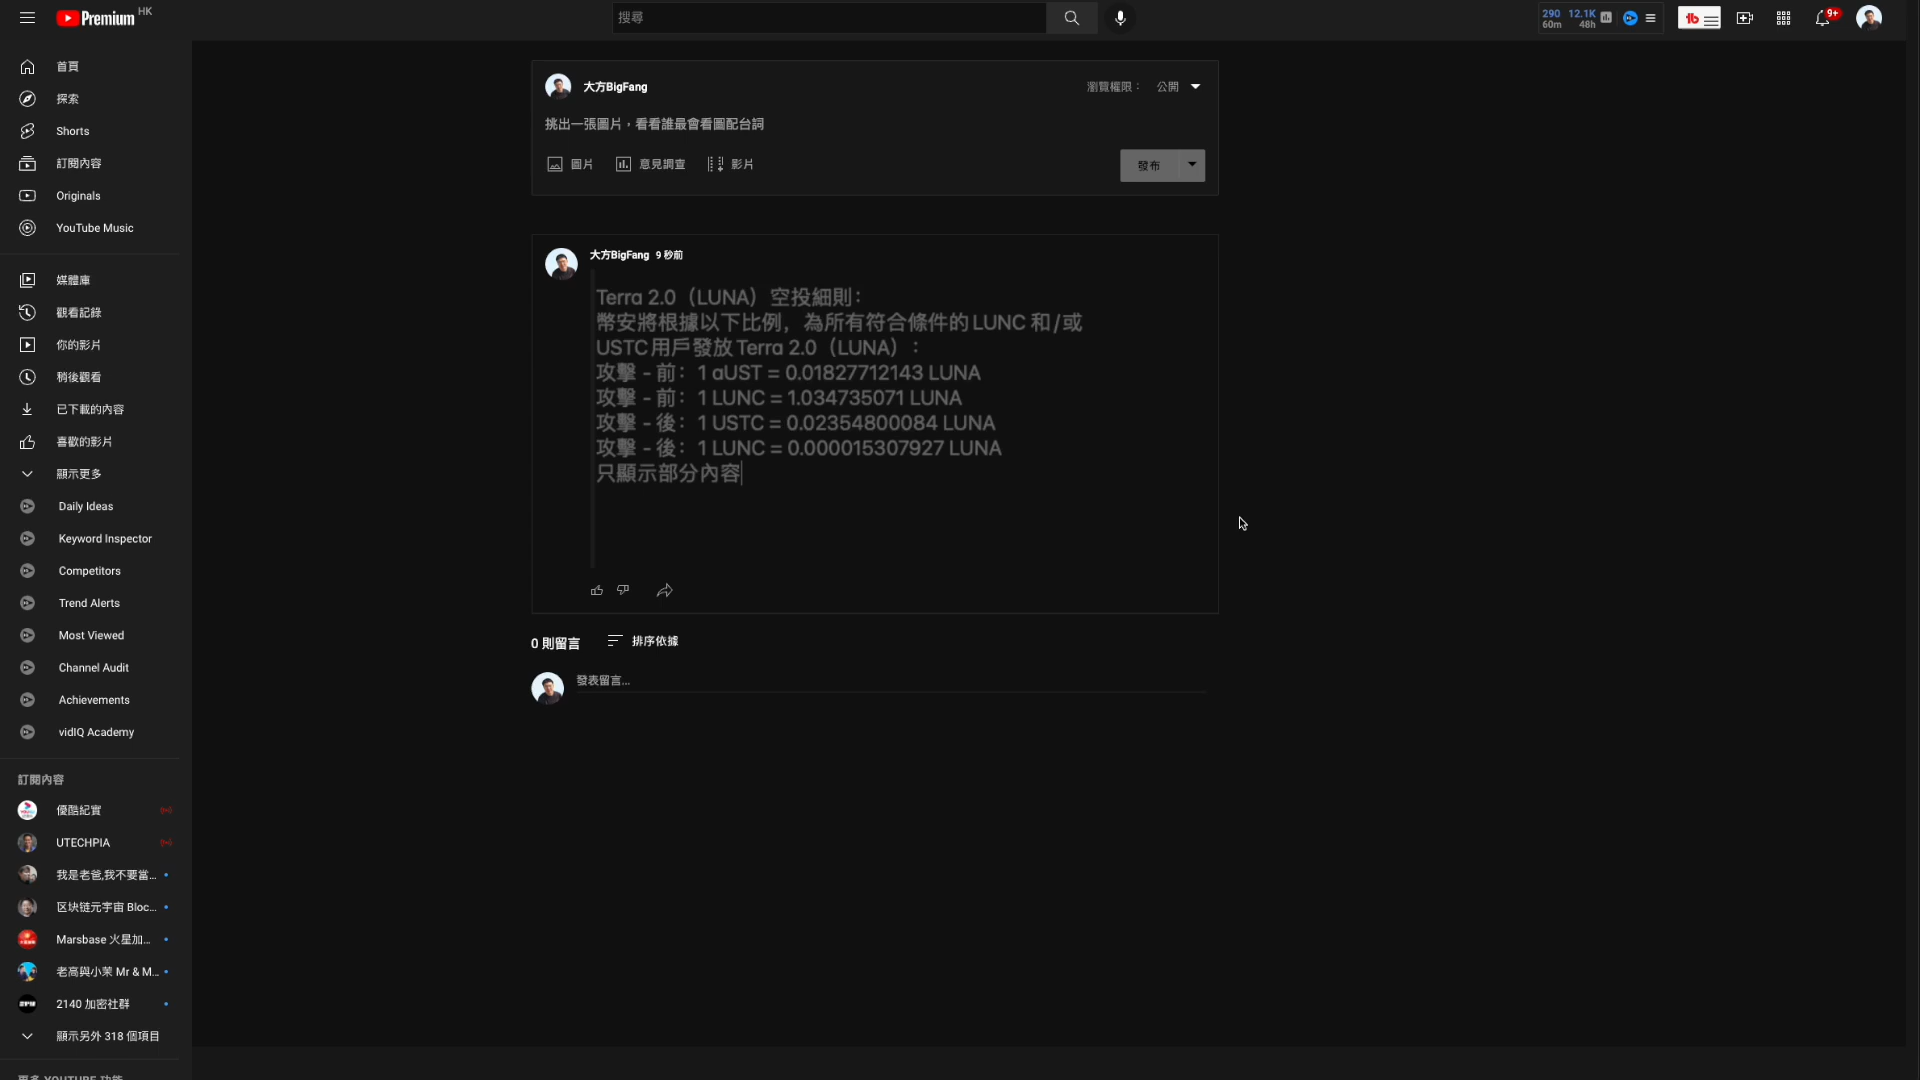 Premium HK
搜尋
290 12.1K
60m 48h
9+
首頁
探索
Shorts
訂閱內容
Originals
YouTube Music
媒體庫
觀看記錄
你的影片
稍後觀看
已下載的內容
喜歡的影片
顯示更多
Daily Ideas
Keyword Inspector
Competitors
Trend Alerts
Most Viewed
Channel Audit
Achievements
vidIQ Academy
訂閱內容
優酷紀實
UTECHPIA
我是老爸,我不要當...
区块链元宇宙 Bloc...
Marsbase 火星加...
老高與小茉 Mr & M...
2140 加密社群
顯示另外 318 個項目
更多 YOUTUBE 功能
大方BigFang
瀏覽權限： 公開
挑出一張圖片，看看誰最會看圖配台詞
圖片 意見調查 影片
發布
大方BigFang 9 秒前
Terra 2.0（LUNA）空投細則：
幣安將根據以下比例，為所有符合條件的 LUNC 和/或
USTC 用戶發放 Terra 2.0（LUNA）：
攻擊 - 前：1 aUST = 0.01827712143 LUNA
攻擊 - 前：1 LUNC = 1.034735071 LUNA
攻擊 - 後：1 USTC = 0.02354800084 LUNA
攻擊 - 後：1 LUNC = 0.000015307927 LUNA
只顯示部分內容
0 則留言 排序依據
發表留言...